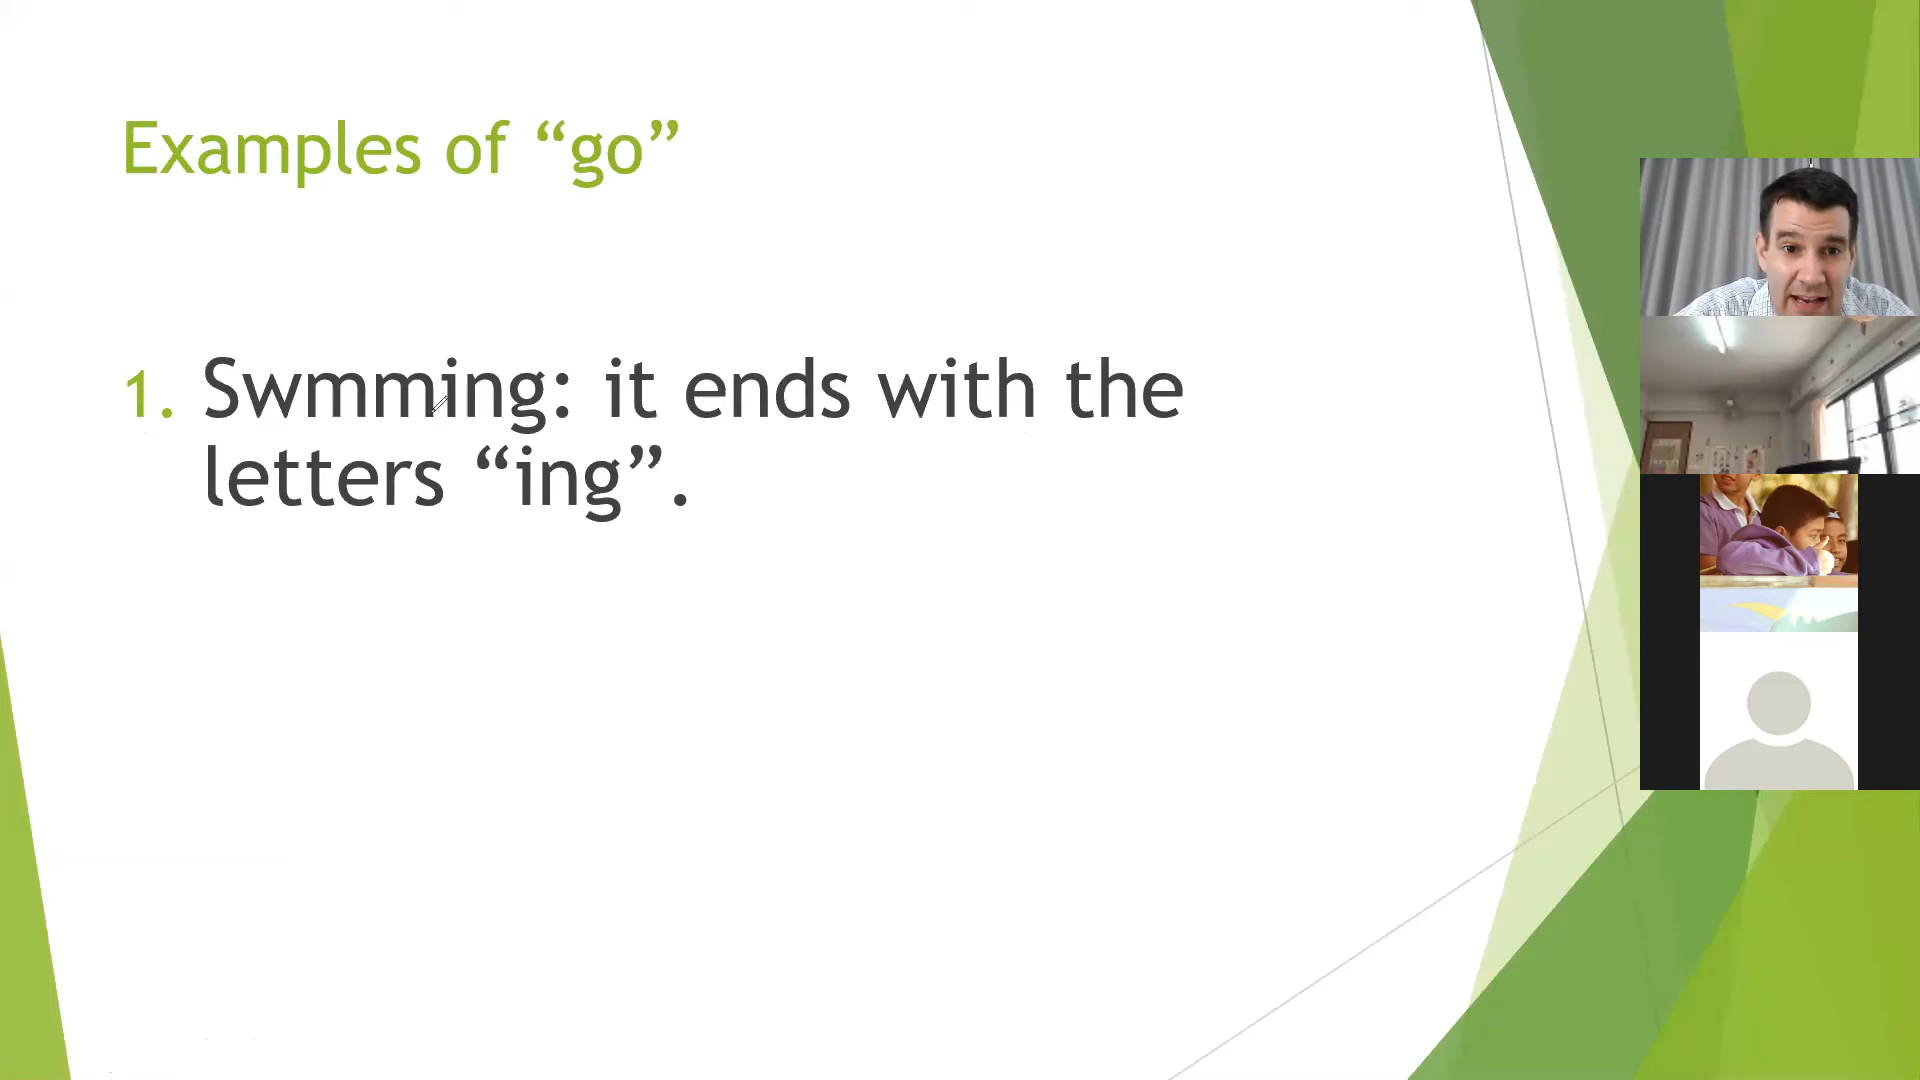 Examples of “go”
1. Swmming: it ends with the
letters “ing”.